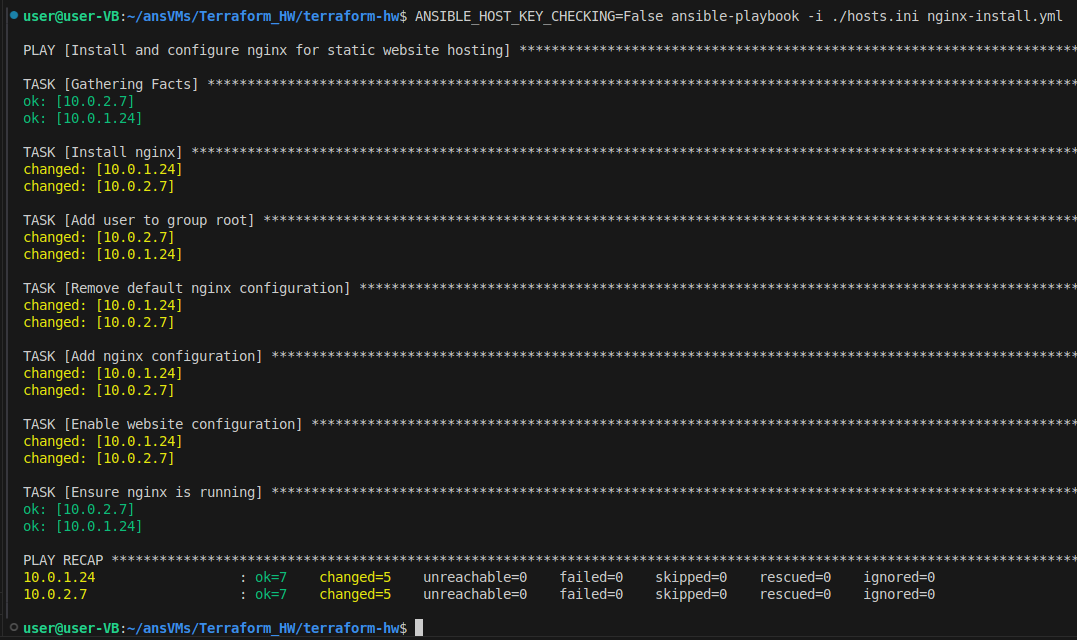 user@user-VB:~/ansVMs/Terraform_HW/terraform-hw$ ANSIBLE_HOST_KEY_CHECKING=False ansible-playbook -i ./hosts.ini nginx-install.yml
PLAY [Install and configure nginx for static website hosting] **********************************************************************
TASK [Gathering Facts] *************************************************************************************************************
ok: [10.0.2.7]
ok: [10.0.1.24]
TASK [Install nginx] ***************************************************************************************************************
changed: [10.0.1.24]
changed: [10.0.2.7]
TASK [Add user to group root] ******************************************************************************************************
changed: [10.0.2.7]
changed: [10.0.1.24]
TASK [Remove default nginx configuration] ******************************************************************************************
changed: [10.0.1.24]
changed: [10.0.2.7]
TASK [Add nginx configuration] *****************************************************************************************************
changed: [10.0.1.24]
changed: [10.0.2.7]
TASK [Enable website configuration] ************************************************************************************************
changed: [10.0.1.24]
changed: [10.0.2.7]
TASK [Ensure nginx is running] *****************************************************************************************************
ok: [10.0.2.7]
ok: [10.0.1.24]
PLAY RECAP *************************************************************************************************************************
10.0.1.24                  : ok=7    changed=5    unreachable=0    failed=0    skipped=0    rescued=0    ignored=0
10.0.2.7                   : ok=7    changed=5    unreachable=0    failed=0    skipped=0    rescued=0    ignored=0
user@user-VB:~/ansVMs/Terraform_HW/terraform-hw$